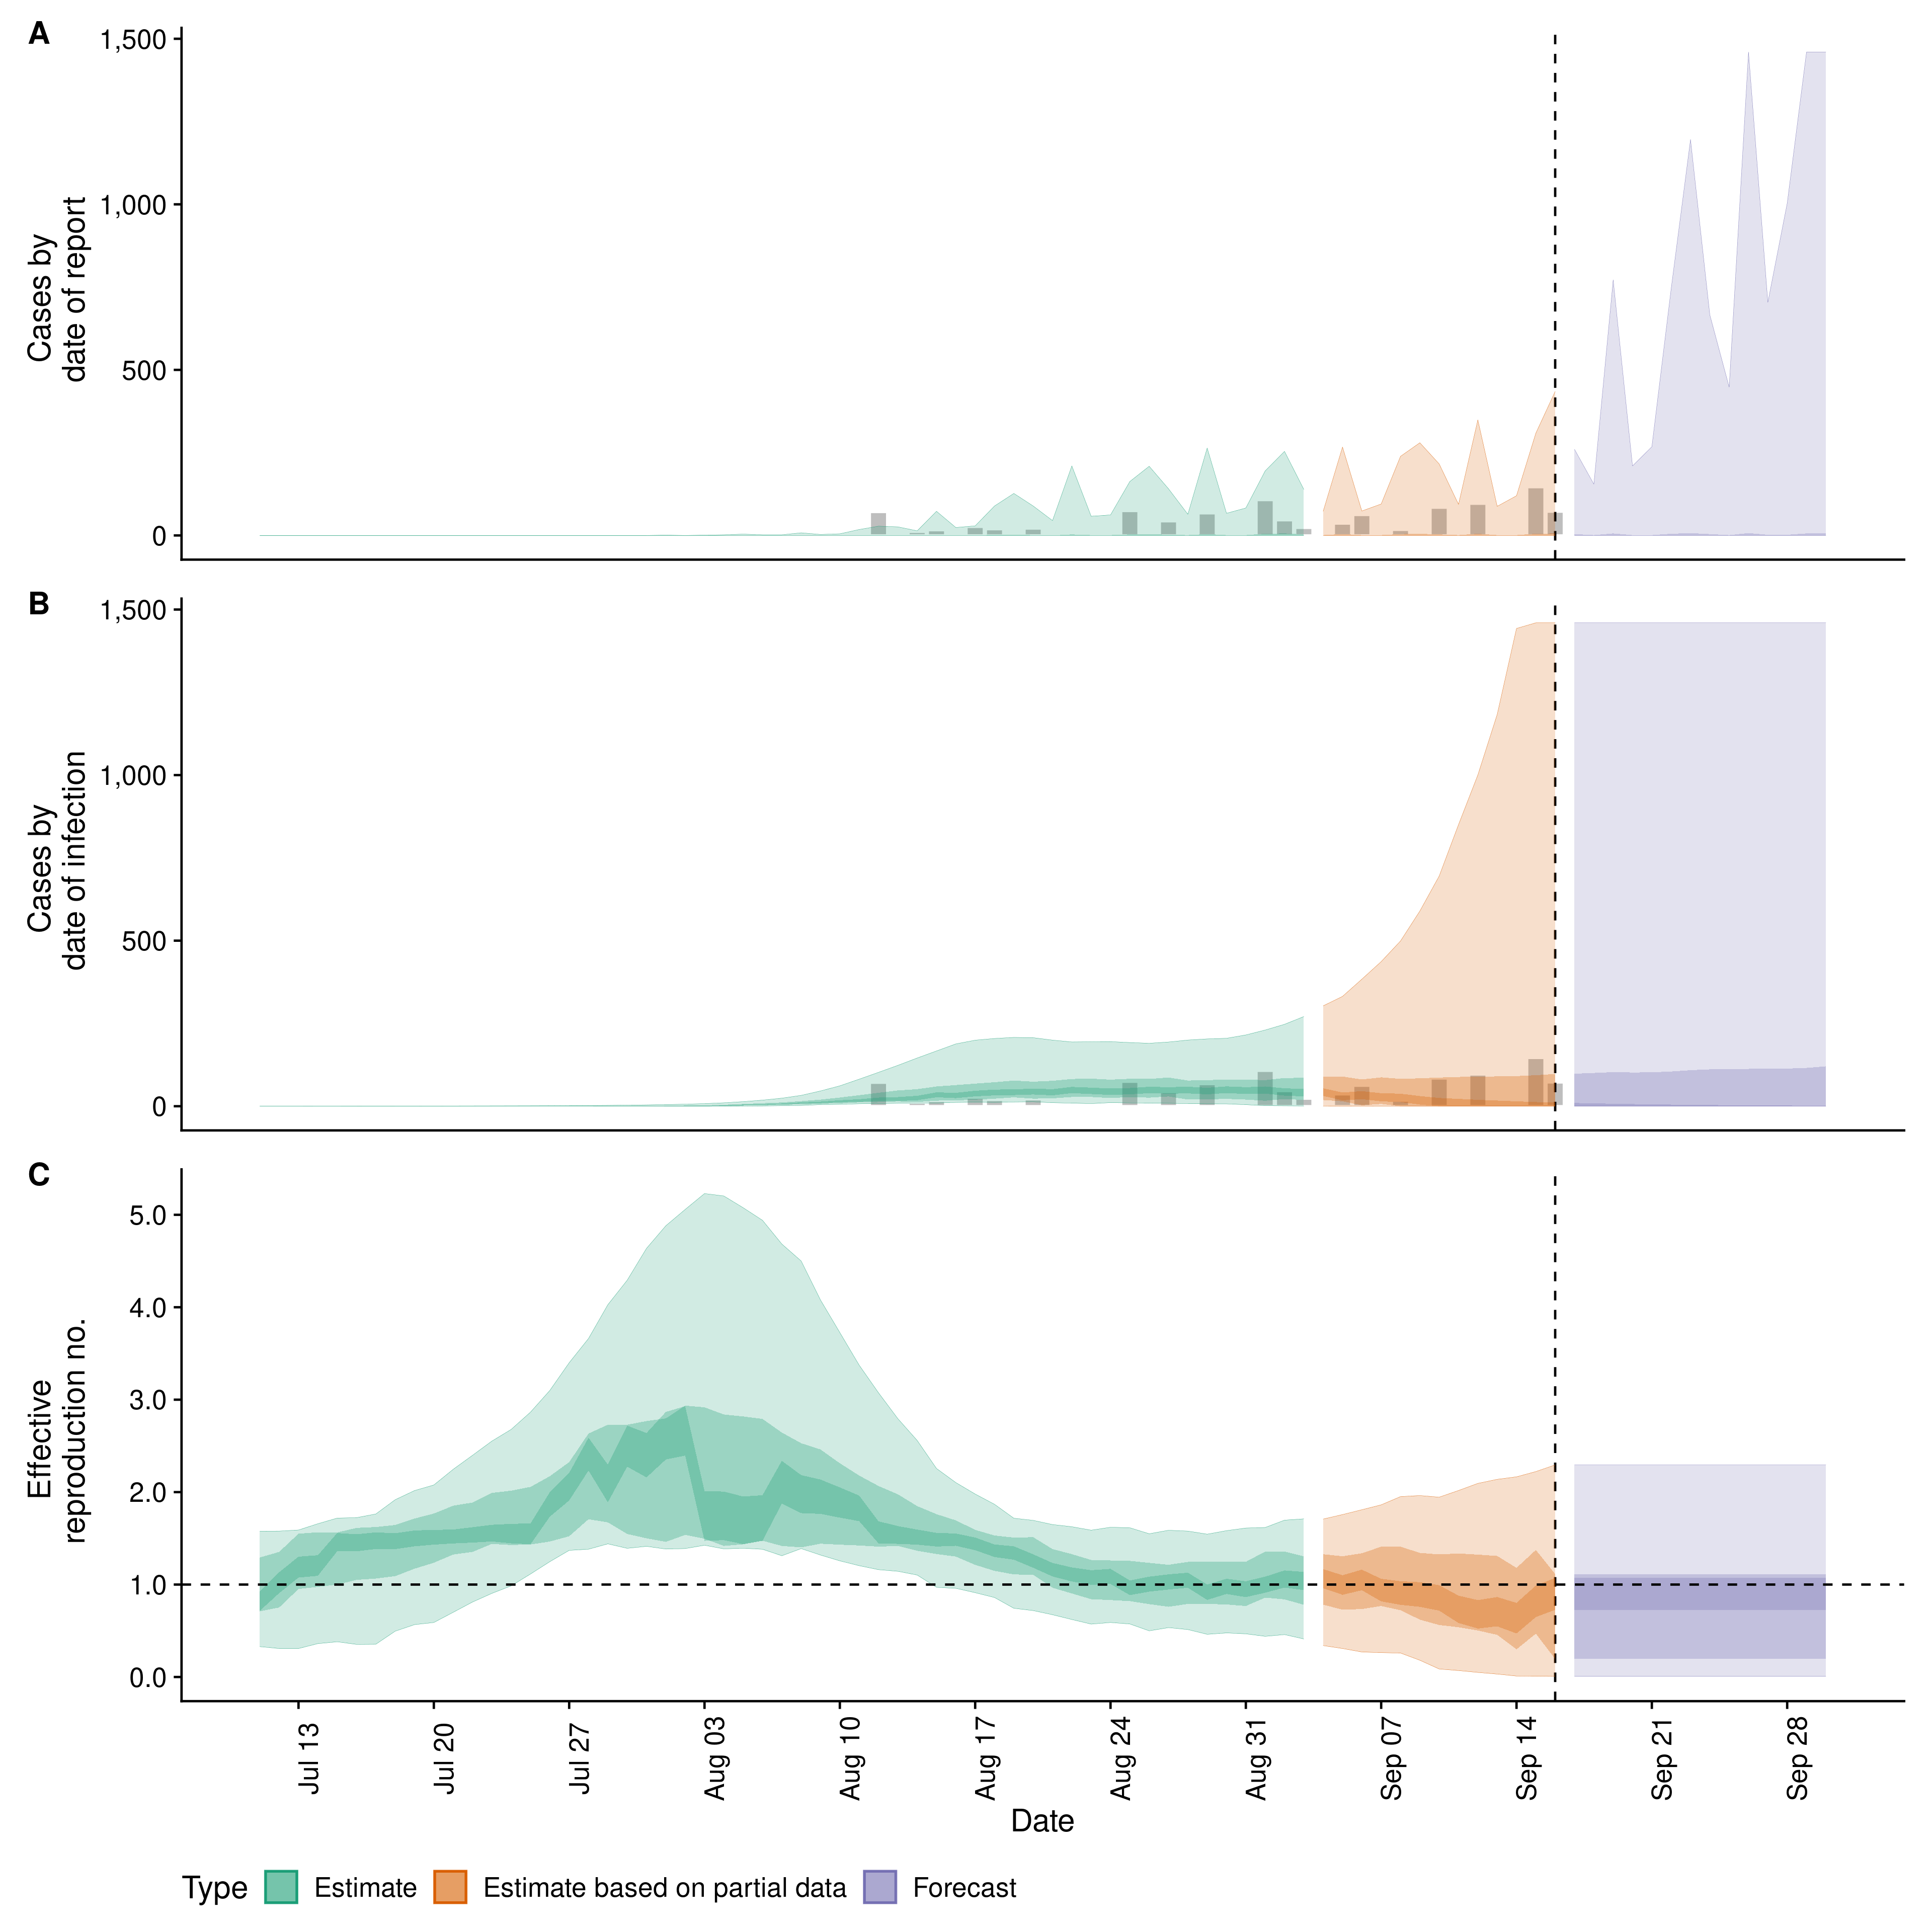 A
Cases by
date of report
1,500
1,000
500
0
B
Cases by
date of infection
1,500
1,000
500
0
C
Effective
reproduction no.
5.0
4.0
3.0
2.0
1.0
0.0
Jul 13
Jul 20
Jul 27
Aug 03
Aug 10
Aug 17
Aug 24
Aug 31
Sep 07
Sep 14
Sep 21
Sep 28
Date
Type Estimate Estimate based on partial data Forecast